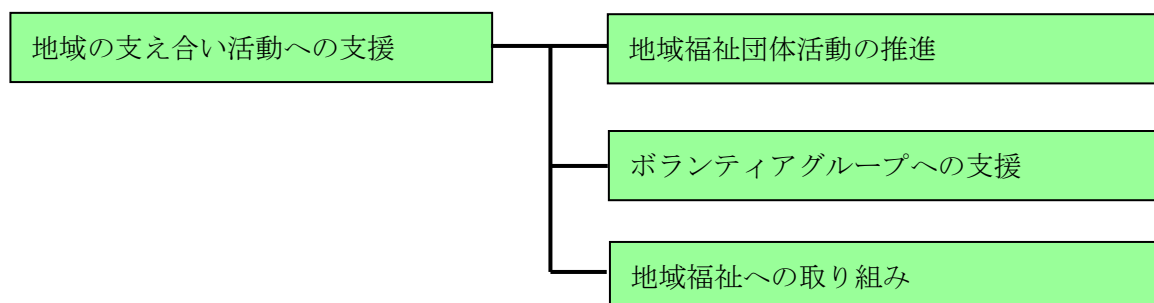 地域の支え合い活動への支援
地域福祉団体活動の推進
ボランティアグループへの支援
地域福祉への取り組み